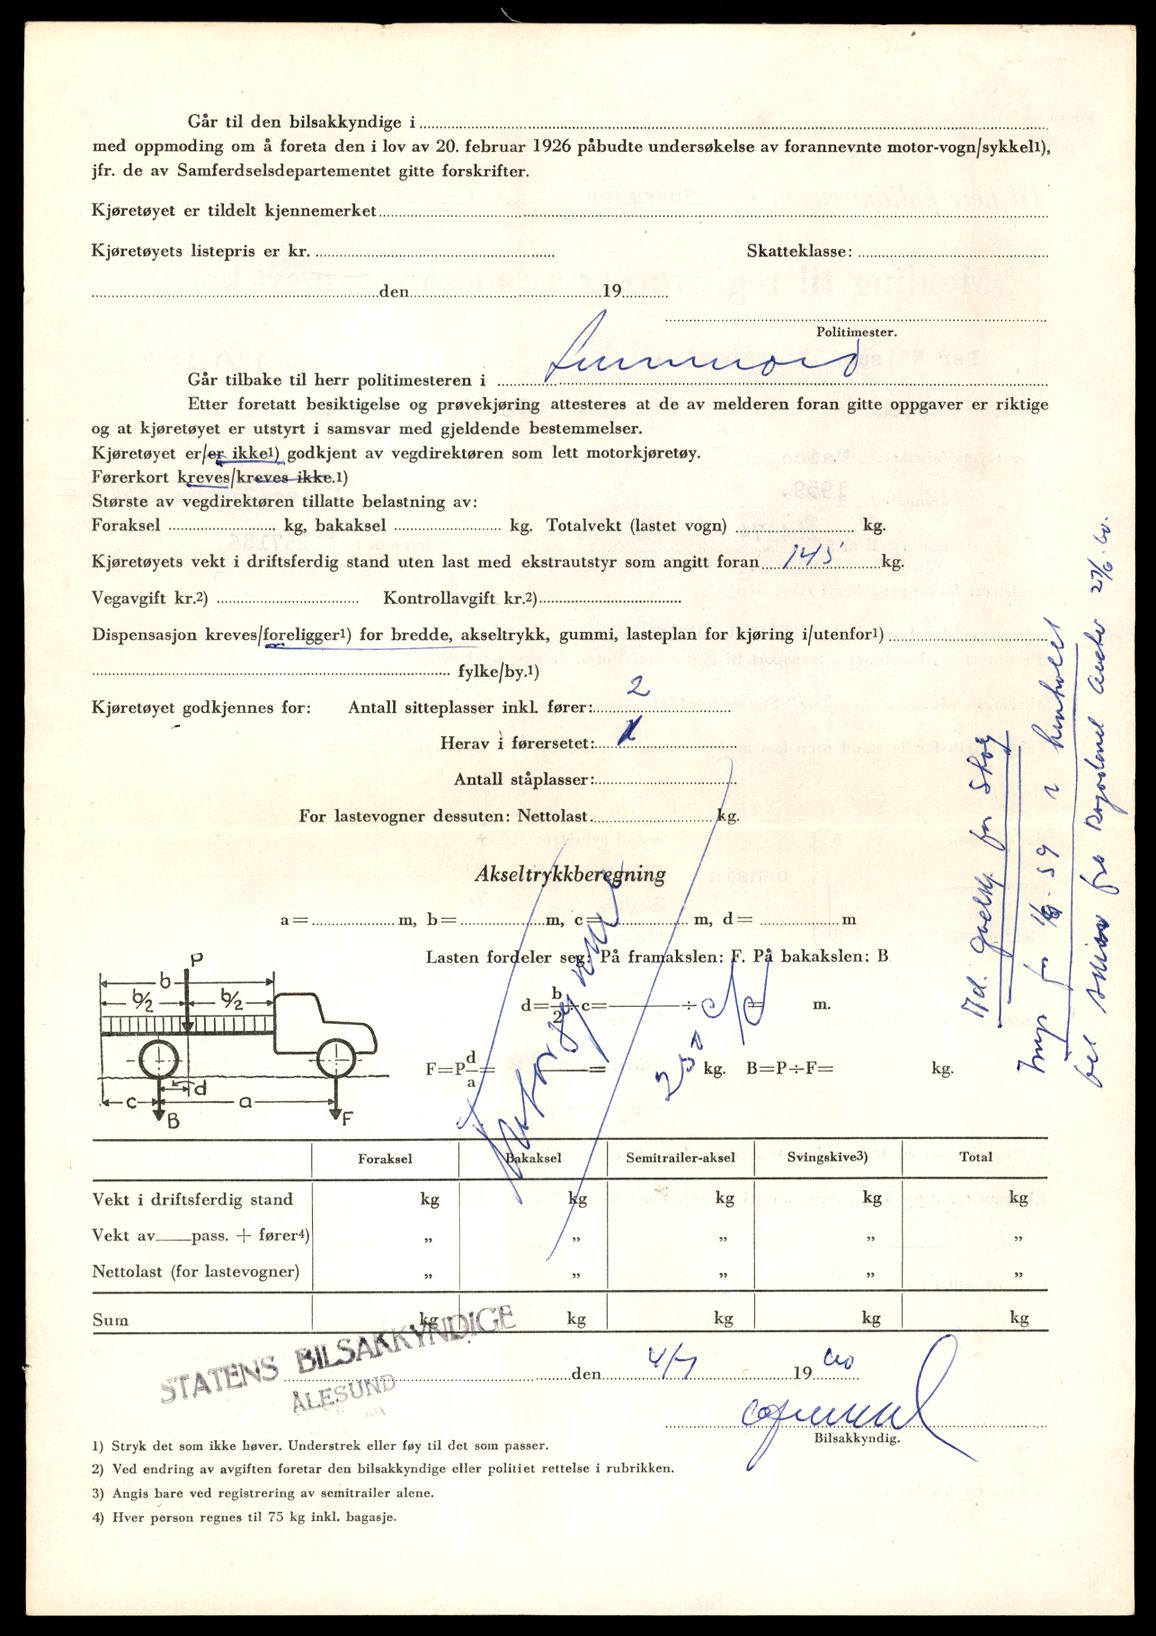 Går til den bilsakkyndige i
med oppmoding om å foreta den i lov av 20. februar 1926 påbudte undersøkelse av forannevnte motor-vogn/sykkel1),
jfr. de av Samferdselsdepartementet gitte forskrifter.
Kjøretøyet er tildelt kjennemerket
Kjøretøyets listepris er kr. Skatteklasse:
den 19
Politimester.
Går tilbake til herr politimesteren i
Etter foretatt besiktigelse og prøvekjøring attesteres at de av melderen foran gitte oppgaver er riktige
og at kjøretøyet er utstyrt i samsvar med gjeldende bestemmelser.
Kjøretøyet er/er ikke1) godkjent av vegdirektøren som lett motorkjøretøy.
Førerkort kreves/kreves ikke.1)
Største av vegdirektøren tillatte belastning av:
Foraksel kg, bakaksel kg. Totalvekt (lastet vogn) kg.
Kjøretøyets vekt i driftsferdig stand uten last med ekstrautstyr som angitt foran 145 kg.
Vegavgift kr.2) Kontrollavgift kr.2)
Dispensasjon kreves/foreligger1) for bredde, akseltrykk, gummi, lasteplan for kjøring i/utenfor1)
fylke/by.1)
Kjøretøyet godkjennes for: Antall sitteplasser inkl. fører: 2
Herav i førersetet: 1
Antall ståplasser:
For lastevogner dessuten: Nettolast kg.
Akseltrykkberegning
a = m, b = m, c = m, d = m
Lasten fordeler seg: På framakslen: F. På bakakslen: B
d = b/2 ÷ c = ÷ = m.
F = P d/a = = kg. B = P ÷ F = kg.
P
b
b/2 b/2
d
c a
B F
250
Foraksel Bakaksel Semitrailer-aksel Svingskive3) Total
Vekt i driftsferdig stand kg kg kg kg kg
Vekt av pass. + fører4) „ „ „ „ „
Nettolast (for lastevogner) „ „ „ „ „
Sum kg kg kg kg kg
STATENS BILSAKKYNDIGE
ÅLESUND
den 4/7 19 60
Bilsakkyndig.
1) Stryk det som ikke høver. Understrek eller føy til det som passer.
2) Ved endring av avgiften foretar den bilsakkyndige eller politiet rettelse i rubrikken.
3) Angis bare ved registrering av semitrailer alene.
4) Hver person regnes til 75 kg inkl. bagasje.